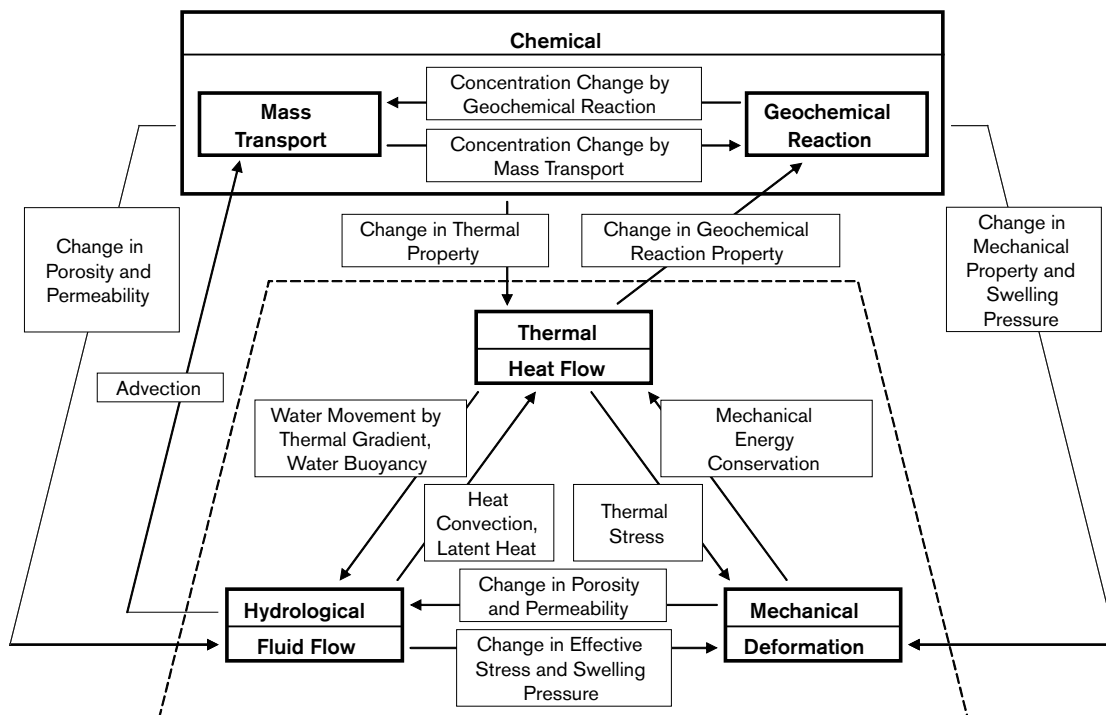 Chemical
Concentration Change by
Geochemical Reaction
Mass
Transport
Geochemical
Reaction
Concentration Change by
Mass Transport
Change in
Porosity and
Permeability
Change in Thermal
Property
Change in Geochemical
Reaction Property
Change in
Mechanical
Property and
Swelling
Pressure
Thermal
Heat Flow
Advection
Water Movement by
Thermal Gradient,
Water Buoyancy
Mechanical
Energy
Conservation
Heat
Convection,
Latent Heat
Thermal
Stress
Change in Porosity
and Permeability
Hydrological
Fluid Flow
Mechanical
Deformation
Change in Effective
Stress and Swelling
Pressure